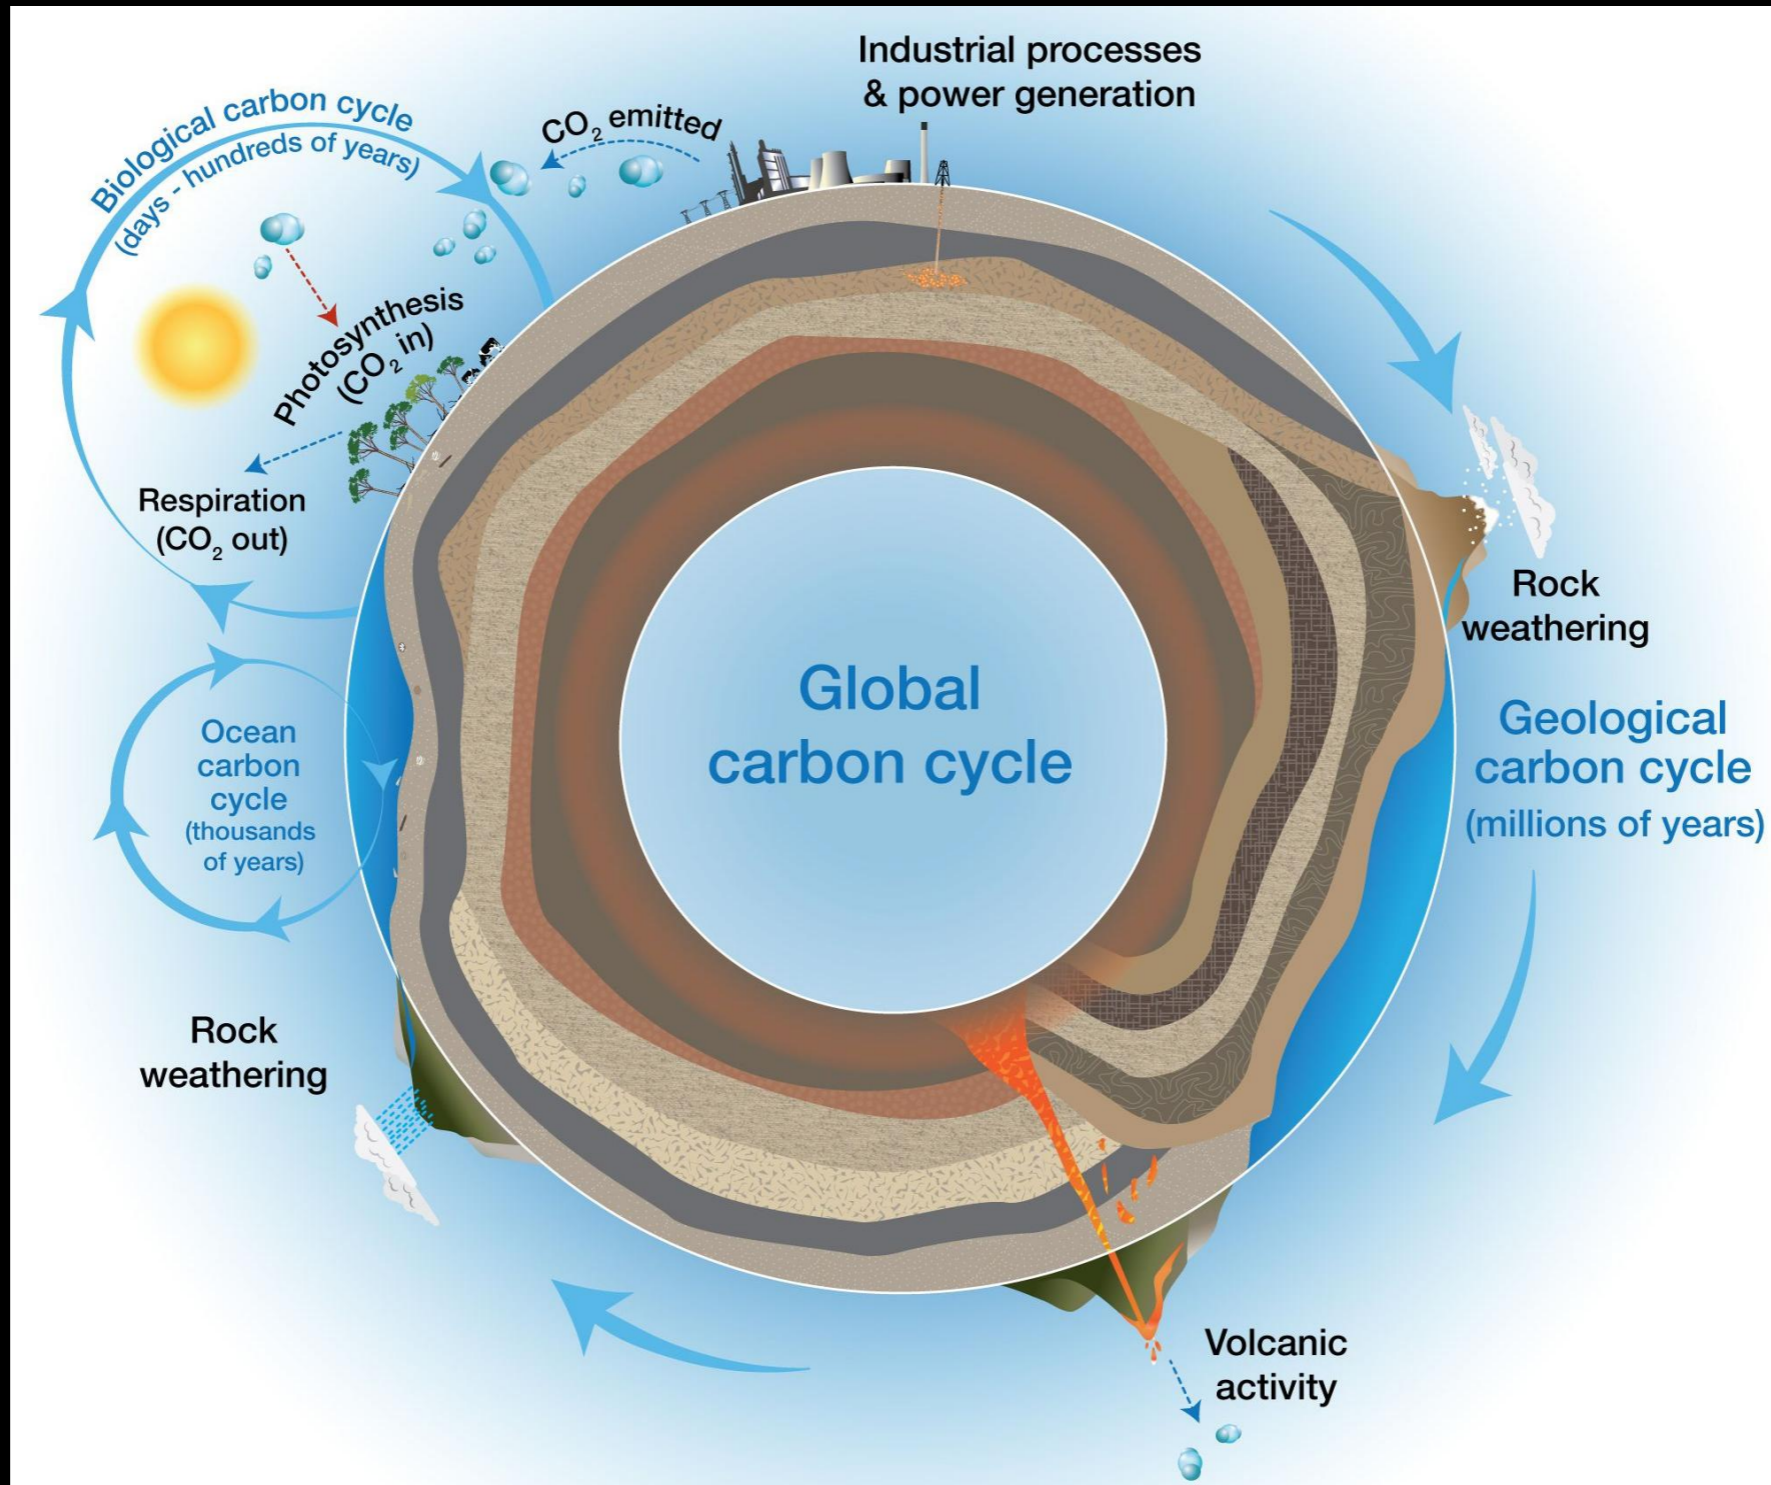 Industrial processes
& power generation
CO₂ emitted
Biological carbon cycle
(days - hundreds of years)
Photosynthesis
(CO₂ in)
Respiration
(CO₂ out)
Rock
weathering
Global
carbon cycle
Ocean
carbon
cycle
(thousands
of years)
Geological
carbon cycle
(millions of years)
Rock
weathering
Volcanic
activity